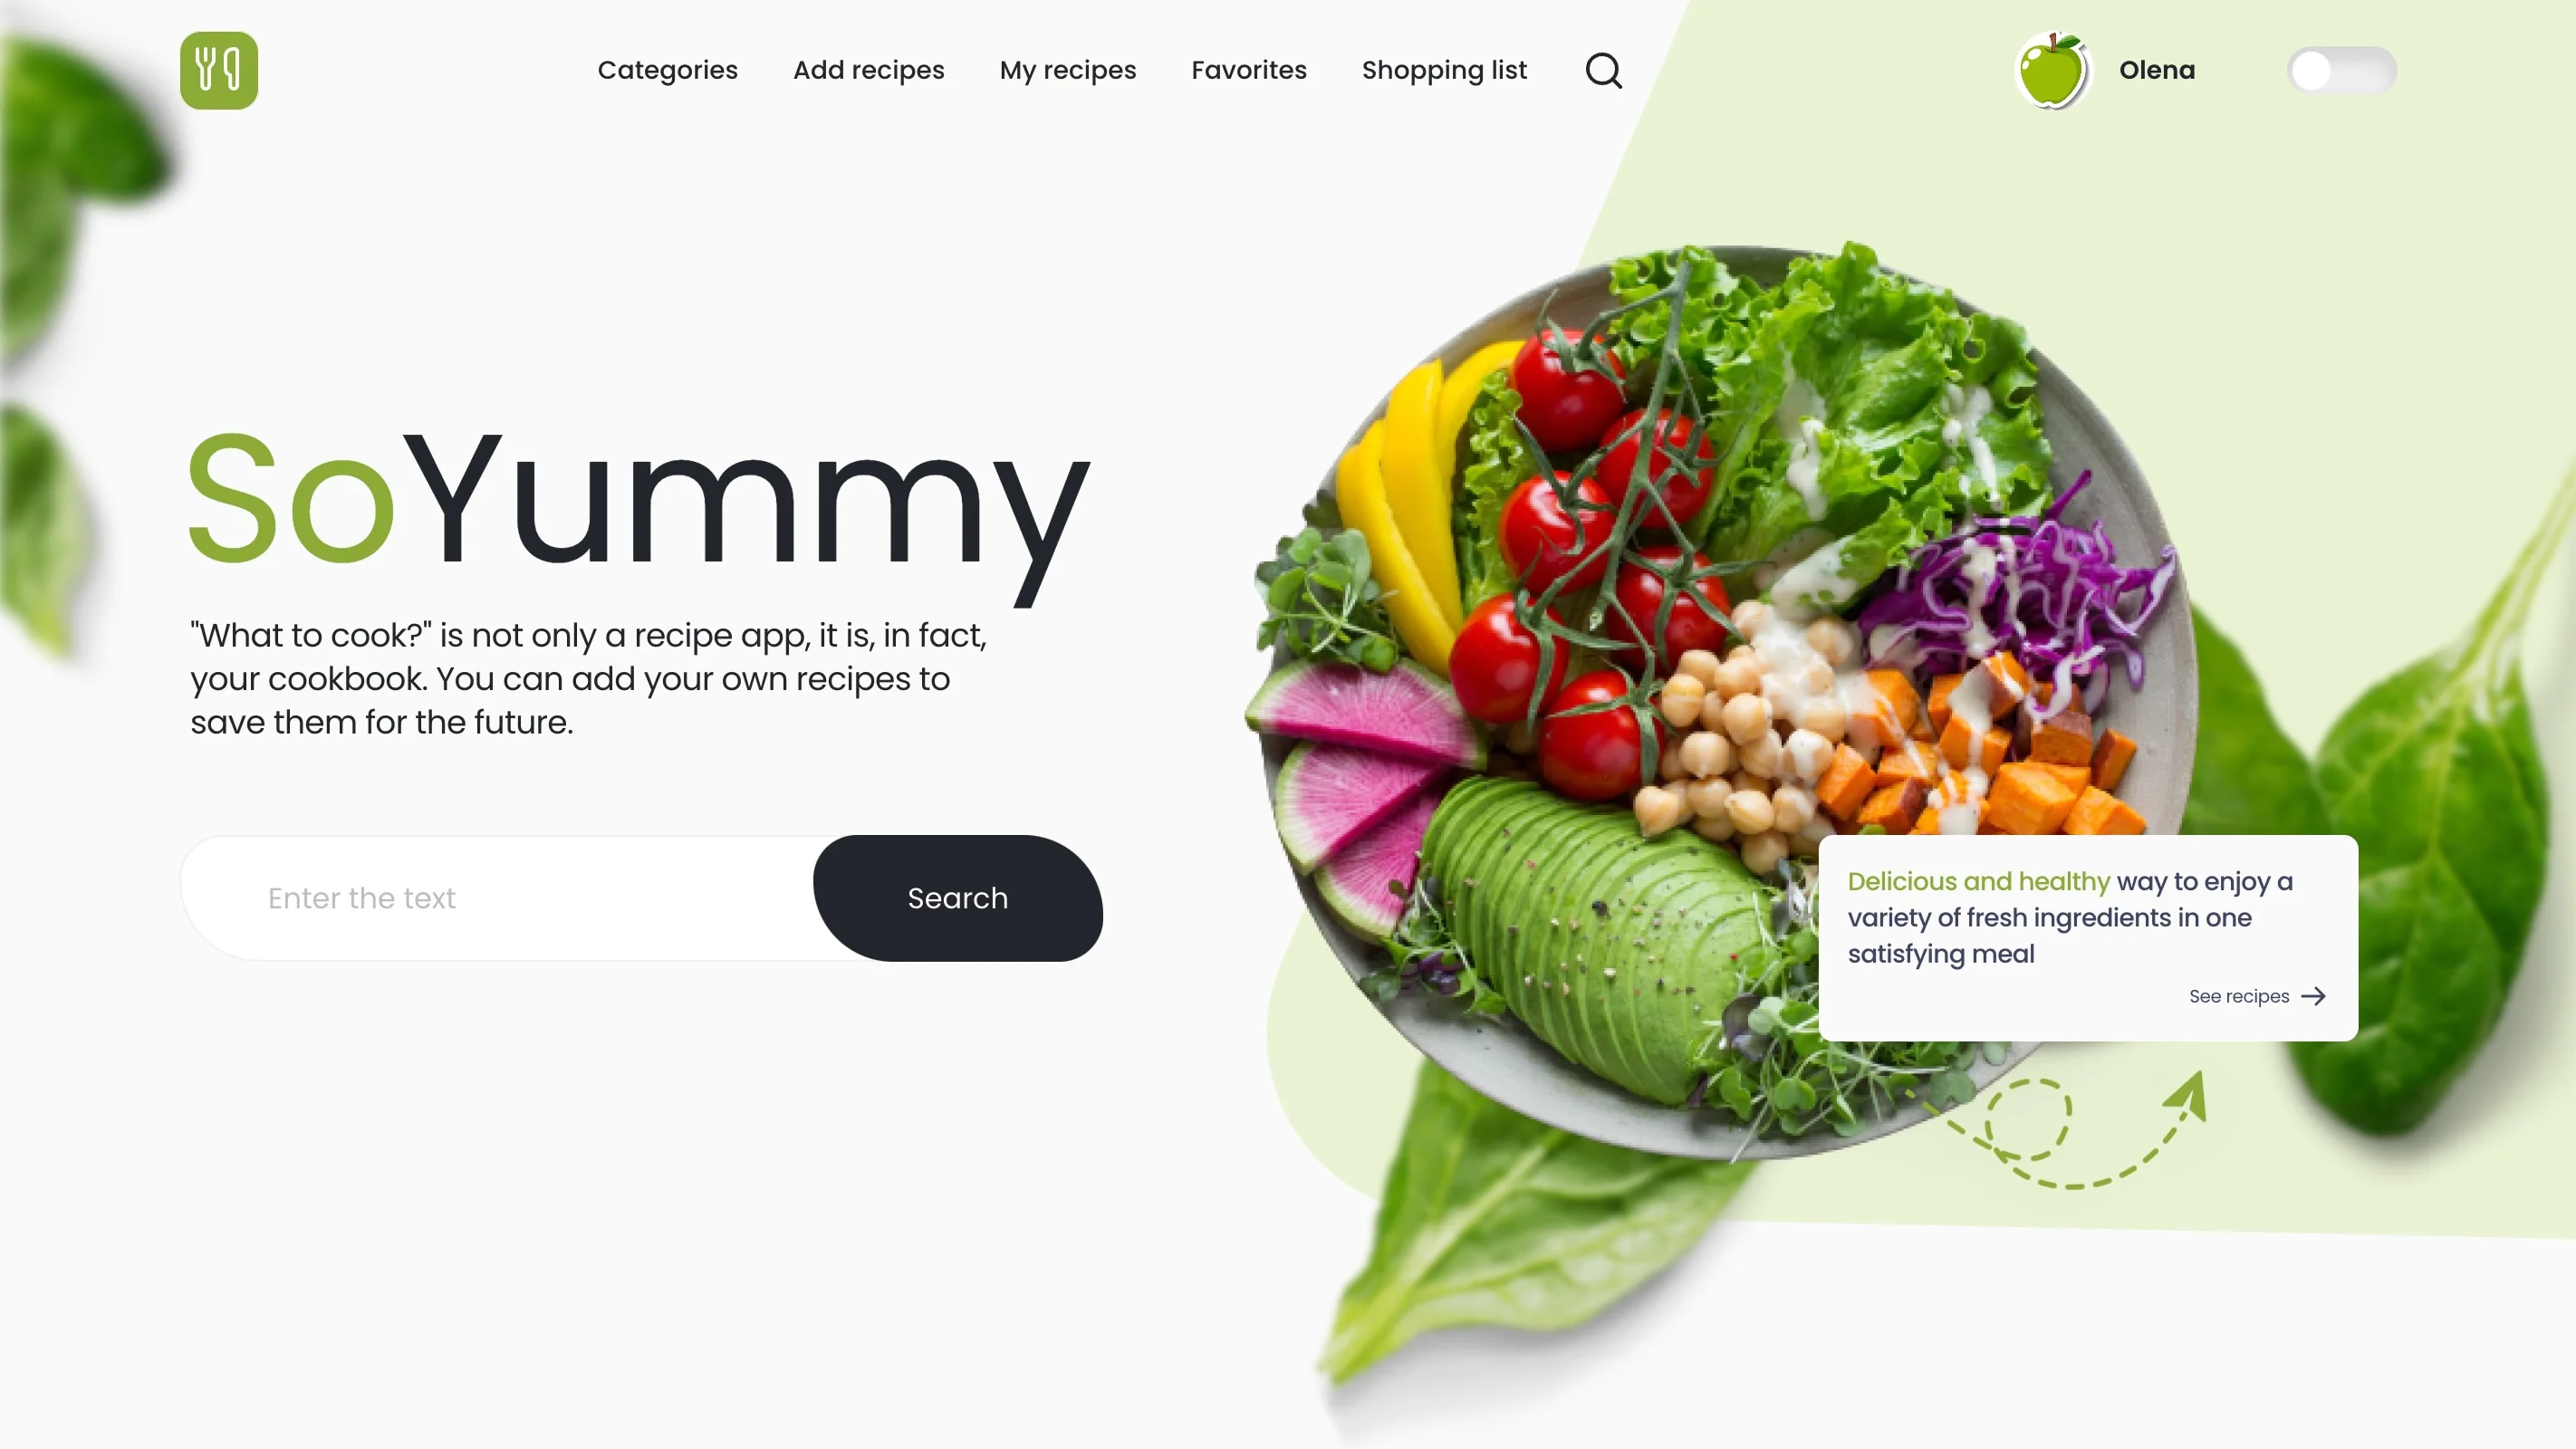 Categories
Add recipes
My recipes
Favorites
Shopping list
Olena
SoYummy
"What to cook?" is not only a recipe app, it is, in fact,
your cookbook. You can add your own recipes to
save them for the future.
Enter the text
Search
Delicious and healthy way to enjoy a
variety of fresh ingredients in one
satisfying meal
See recipes